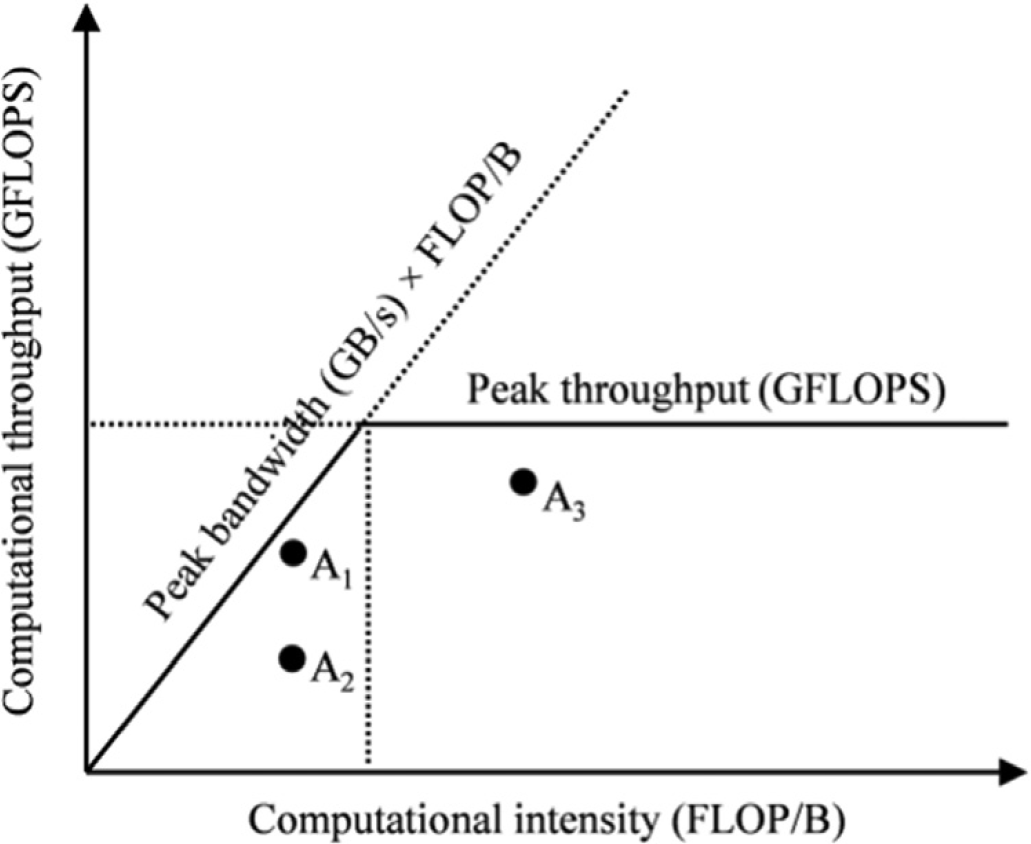 Computational throughput (GFLOPS)
Peak bandwidth (GB/s) × FLOP/B
Peak throughput (GFLOPS)
A3
A1
A2
Computational intensity (FLOP/B)